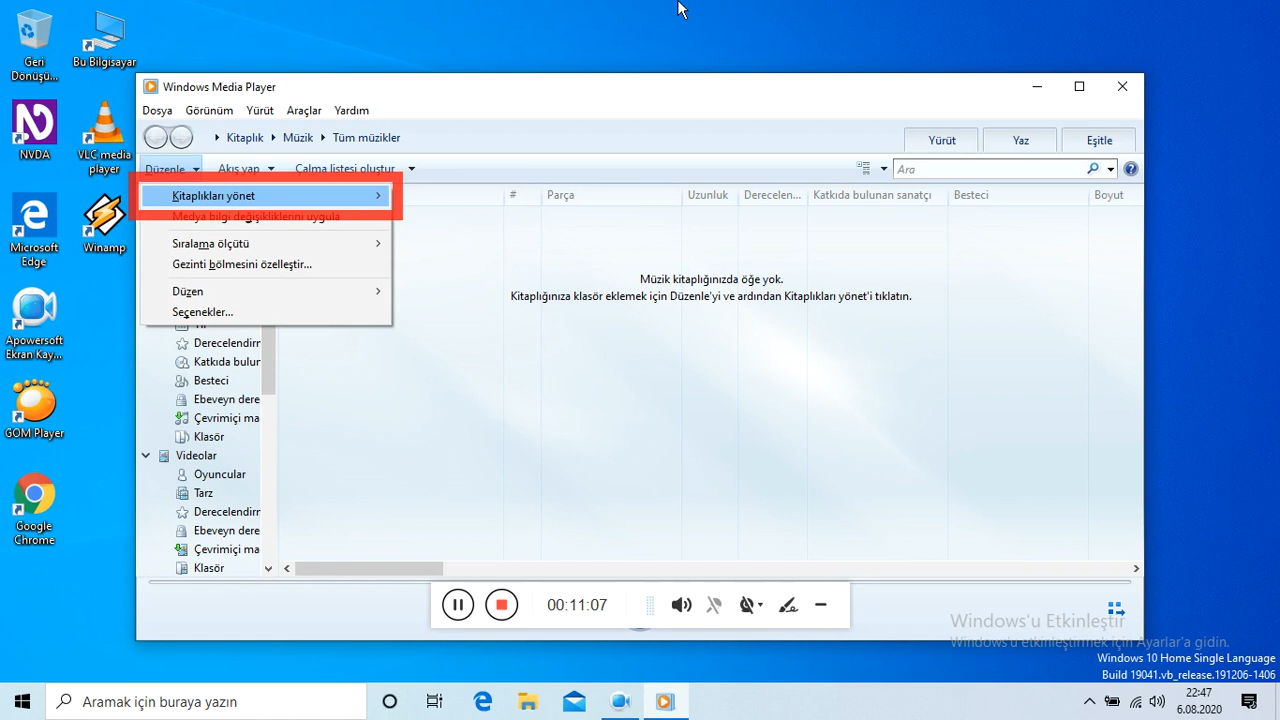 Geri
Dönüşü...
Bu Bilgisayar
NVDA
VLC media
player
Microsoft
Edge
Winamp
Apowersoft
Ekran Kay...
GOM Player
Google
Chrome
Windows Media Player
Dosya Görünüm Yürüt Araçlar Yardım
Kitaplık Müzik Tüm müzikler
Yürüt Yaz Eşitle
Düzenle Akış yap Çalma listesi oluştur
Ara
# Parça Uzunluk Derecelen... Katkıda bulunan sanatçı Besteci Boyut
Kitaplıkları yönet
Medya bilgi değişikliklerini uygula
Sıralama ölçütü
Gezinti bölmesini özelleştir...
Düzen
Seçenekler...
Müzik kitaplığınızda öğe yok.
Kitaplığınıza klasör eklemek için Düzenle'yi ve ardından Kitaplıkları yönet'i tıklatın.
Derecelendirm
Katkıda bulur
Besteci
Ebeveyn dere
Çevrimiçi ma
Klasör
Videolar
Oyuncular
Tarz
Derecelendirm
Ebeveyn dere
Çevrimiçi ma
Klasör
00:11:07
Windows'u Etkinleştir
Windows'u etkinleştirmek için Ayarlar'a gidin.
Windows 10 Home Single Language
Build 19041.vb_release.191206-1406
Aramak için buraya yazın
22:47
6.08.2020